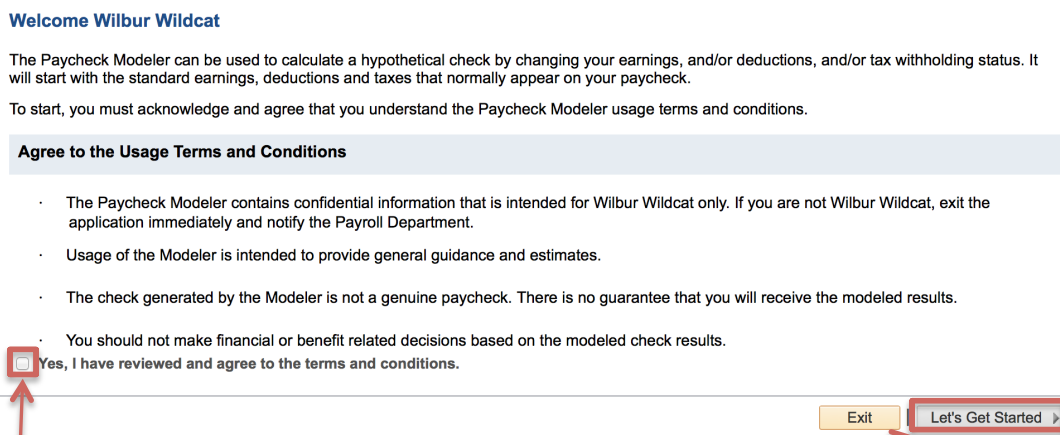 Welcome Wilbur Wildcat
The Paycheck Modeler can be used to calculate a hypothetical check by changing your earnings, and/or deductions, and/or tax withholding status. It
will start with the standard earnings, deductions and taxes that normally appear on your paycheck.
To start, you must acknowledge and agree that you understand the Paycheck Modeler usage terms and conditions.
Agree to the Usage Terms and Conditions
· The Paycheck Modeler contains confidential information that is intended for Wilbur Wildcat only. If you are not Wilbur Wildcat, exit the
application immediately and notify the Payroll Department.
· Usage of the Modeler is intended to provide general guidance and estimates.
· The check generated by the Modeler is not a genuine paycheck. There is no guarantee that you will receive the modeled results.
· You should not make financial or benefit related decisions based on the modeled check results.
Yes, I have reviewed and agree to the terms and conditions.
Exit | Let's Get Started